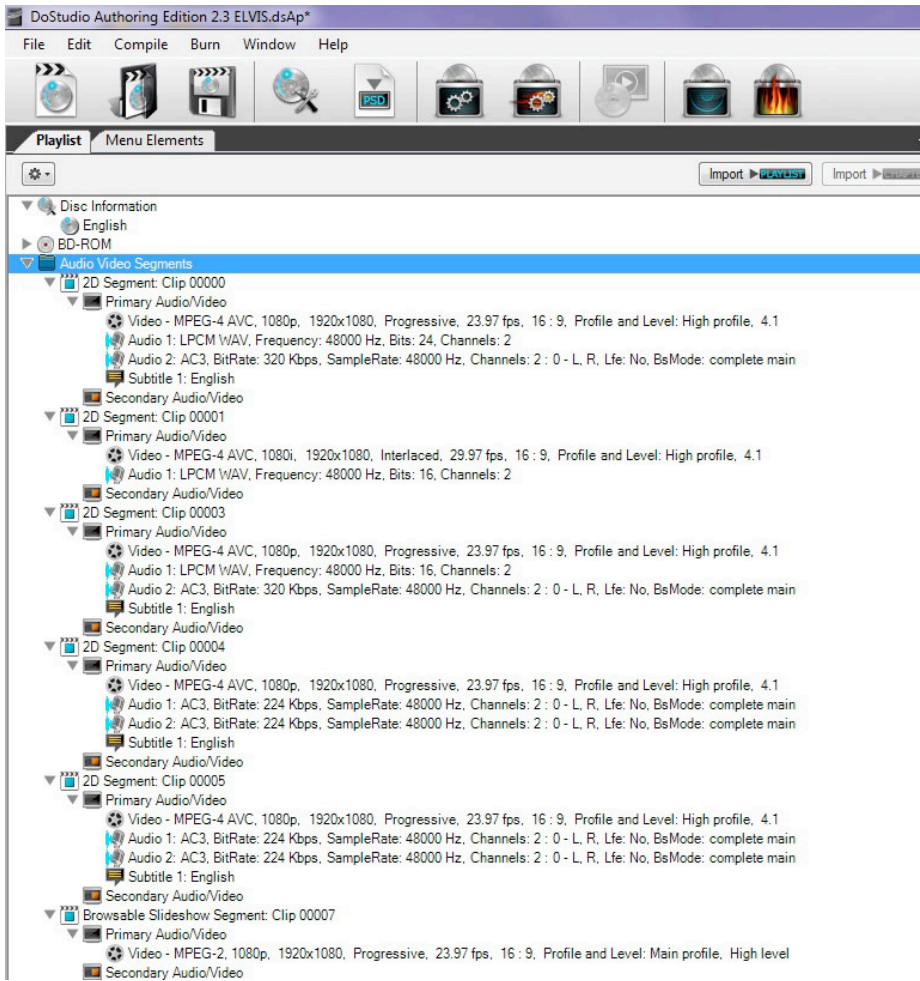 DoStudio Authoring Edition 2.3 ELVIS.dsAp*
File Edit Compile Burn Window Help
PSD
Playlist Menu Elements
Import PLAYLIST Import
Disc Information
English
BD-ROM
Audio Video Segments
2D Segment: Clip 00000
Primary Audio/Video
Video - MPEG-4 AVC, 1080p, 1920x1080, Progressive, 23.97 fps, 16 : 9, Profile and Level: High profile, 4.1
Audio 1: LPCM WAV, Frequency: 48000 Hz, Bits: 24, Channels: 2
Audio 2: AC3, BitRate: 320 Kbps, SampleRate: 48000 Hz, Channels: 2 : 0 - L, R, Lfe: No, BsMode: complete main
Subtitle 1: English
Secondary Audio/Video
2D Segment: Clip 00001
Primary Audio/Video
Video - MPEG-4 AVC, 1080i, 1920x1080, Interlaced, 29.97 fps, 16 : 9, Profile and Level: High profile, 4.1
Audio 1: LPCM WAV, Frequency: 48000 Hz, Bits: 16, Channels: 2
Secondary Audio/Video
2D Segment: Clip 00003
Primary Audio/Video
Video - MPEG-4 AVC, 1080p, 1920x1080, Progressive, 23.97 fps, 16 : 9, Profile and Level: High profile, 4.1
Audio 1: LPCM WAV, Frequency: 48000 Hz, Bits: 16, Channels: 2
Audio 2: AC3, BitRate: 320 Kbps, SampleRate: 48000 Hz, Channels: 2 : 0 - L, R, Lfe: No, BsMode: complete main
Subtitle 1: English
Secondary Audio/Video
2D Segment: Clip 00004
Primary Audio/Video
Video - MPEG-4 AVC, 1080p, 1920x1080, Progressive, 23.97 fps, 16 : 9, Profile and Level: High profile, 4.1
Audio 1: AC3, BitRate: 224 Kbps, SampleRate: 48000 Hz, Channels: 2 : 0 - L, R, Lfe: No, BsMode: complete main
Audio 2: AC3, BitRate: 224 Kbps, SampleRate: 48000 Hz, Channels: 2 : 0 - L, R, Lfe: No, BsMode: complete main
Subtitle 1: English
Secondary Audio/Video
2D Segment: Clip 00005
Primary Audio/Video
Video - MPEG-4 AVC, 1080p, 1920x1080, Progressive, 23.97 fps, 16 : 9, Profile and Level: High profile, 4.1
Audio 1: AC3, BitRate: 224 Kbps, SampleRate: 48000 Hz, Channels: 2 : 0 - L, R, Lfe: No, BsMode: complete main
Audio 2: AC3, BitRate: 224 Kbps, SampleRate: 48000 Hz, Channels: 2 : 0 - L, R, Lfe: No, BsMode: complete main
Subtitle 1: English
Secondary Audio/Video
Browsable Slideshow Segment: Clip 00007
Primary Audio/Video
Video - MPEG-2, 1080p, 1920x1080, Progressive, 23.97 fps, 16 : 9, Profile and Level: Main profile, High level
Secondary Audio/Video